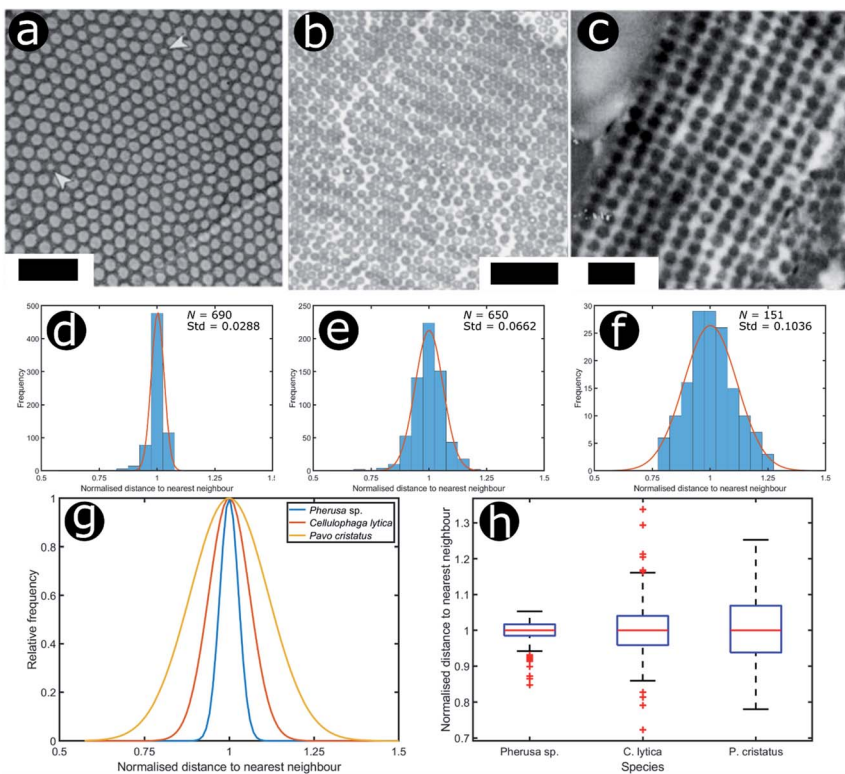 a
b
c
d
N = 690
Std = 0.0288
500
400
300
200
100
0
Frequency
0.5 0.75 1 1.25 1.5
Normalised distance to nearest neighbour
e
N = 650
Std = 0.0662
300
250
200
150
100
50
0
Frequency
0.5 0.75 1 1.25 1.5
Normalised distance to nearest neighbour
f
N = 151
Std = 0.1036
30
25
20
15
10
5
0
Frequency
0.5 0.75 1 1.25 1.5
Normalised distance to nearest neighbour
g
Pherusa sp.
Cellulophaga lytica
Pavo cristatus
1
0.8
0.6
0.4
0.2
0
Relative frequency
0.5 0.75 1 1.25 1.5
Normalised distance to nearest neighbour
h
1.3
1.2
1.1
1
0.9
0.8
0.7
Normalised distance to nearest neighbour
Pherusa sp. C. lytica P. cristatus
Species